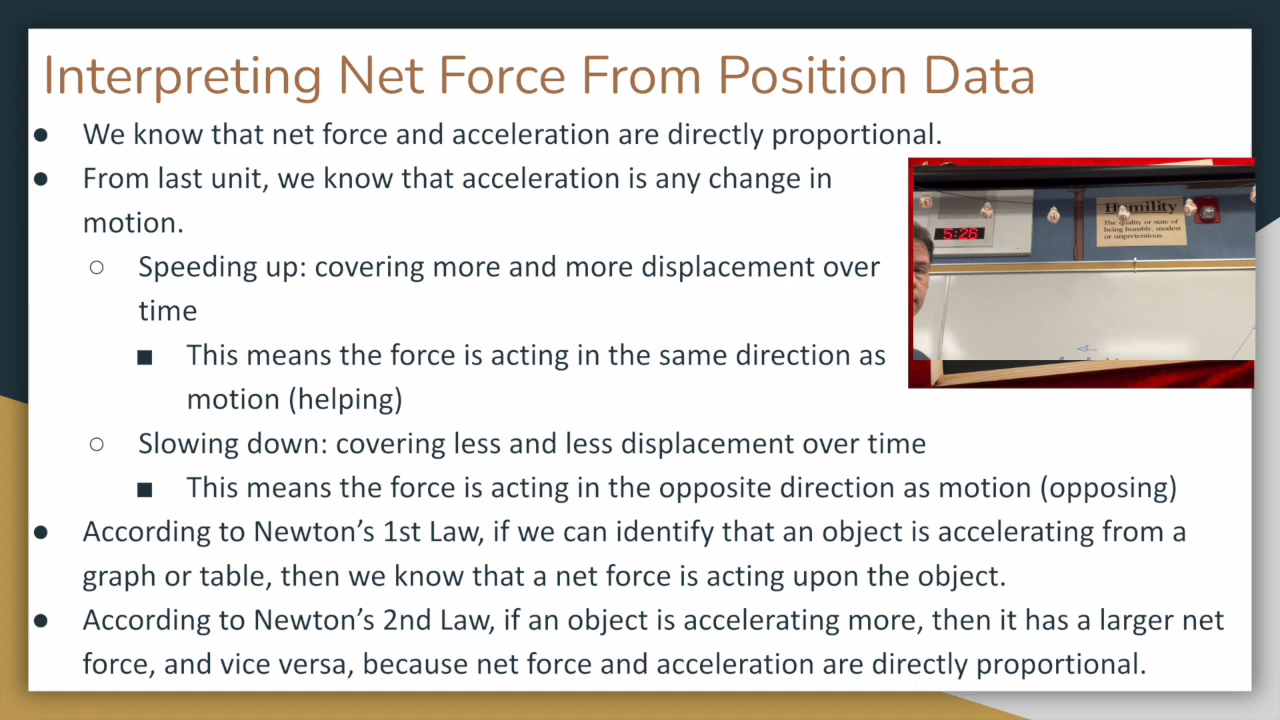 Interpreting Net Force From Position Data
● We know that net force and acceleration are directly proportional.
● From last unit, we know that acceleration is any change in
motion.
○ Speeding up: covering more and more displacement over
time
■ This means the force is acting in the same direction as
motion (helping)
○ Slowing down: covering less and less displacement over time
■ This means the force is acting in the opposite direction as motion (opposing)
● According to Newton’s 1st Law, if we can identify that an object is accelerating from a
graph or table, then we know that a net force is acting upon the object.
● According to Newton’s 2nd Law, if an object is accelerating more, then it has a larger net
force, and vice versa, because net force and acceleration are directly proportional.
5:26
Humility
The quality or state of
being humble, modest
or unpretentious.